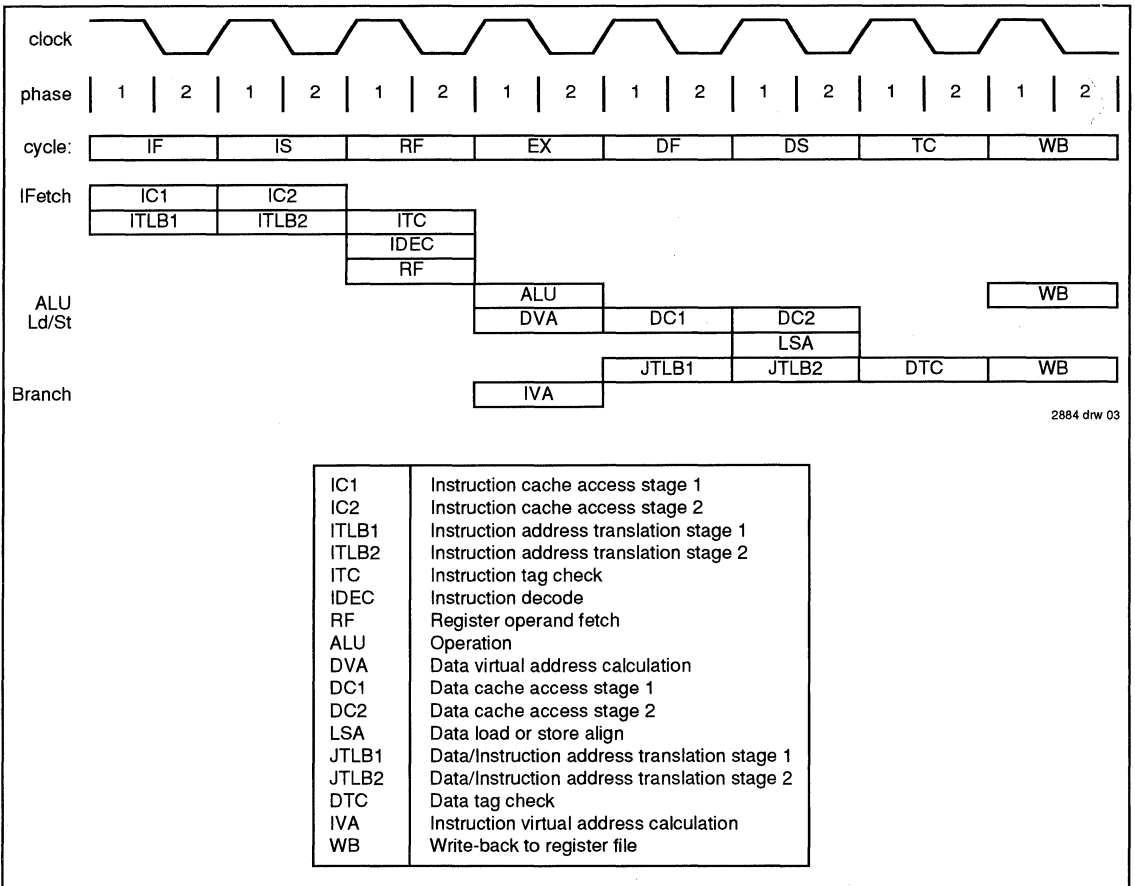 clock
phase 1 2 1 2 1 2 1 2 1 2 1 2 1 2 1 2
cycle: IF IS RF EX DF DS TC WB
IFetch IC1 IC2
ITLB1 ITLB2 ITC
IDEC
RF
ALU ALU WB
Ld/St DVA DC1 DC2
LSA
JTLB1 JTLB2 DTC WB
Branch IVA
2884 drw 03
IC1 Instruction cache access stage 1
IC2 Instruction cache access stage 2
ITLB1 Instruction address translation stage 1
ITLB2 Instruction address translation stage 2
ITC Instruction tag check
IDEC Instruction decode
RF Register operand fetch
ALU Operation
DVA Data virtual address calculation
DC1 Data cache access stage 1
DC2 Data cache access stage 2
LSA Data load or store align
JTLB1 Data/Instruction address translation stage 1
JTLB2 Data/Instruction address translation stage 2
DTC Data tag check
IVA Instruction virtual address calculation
WB Write-back to register file